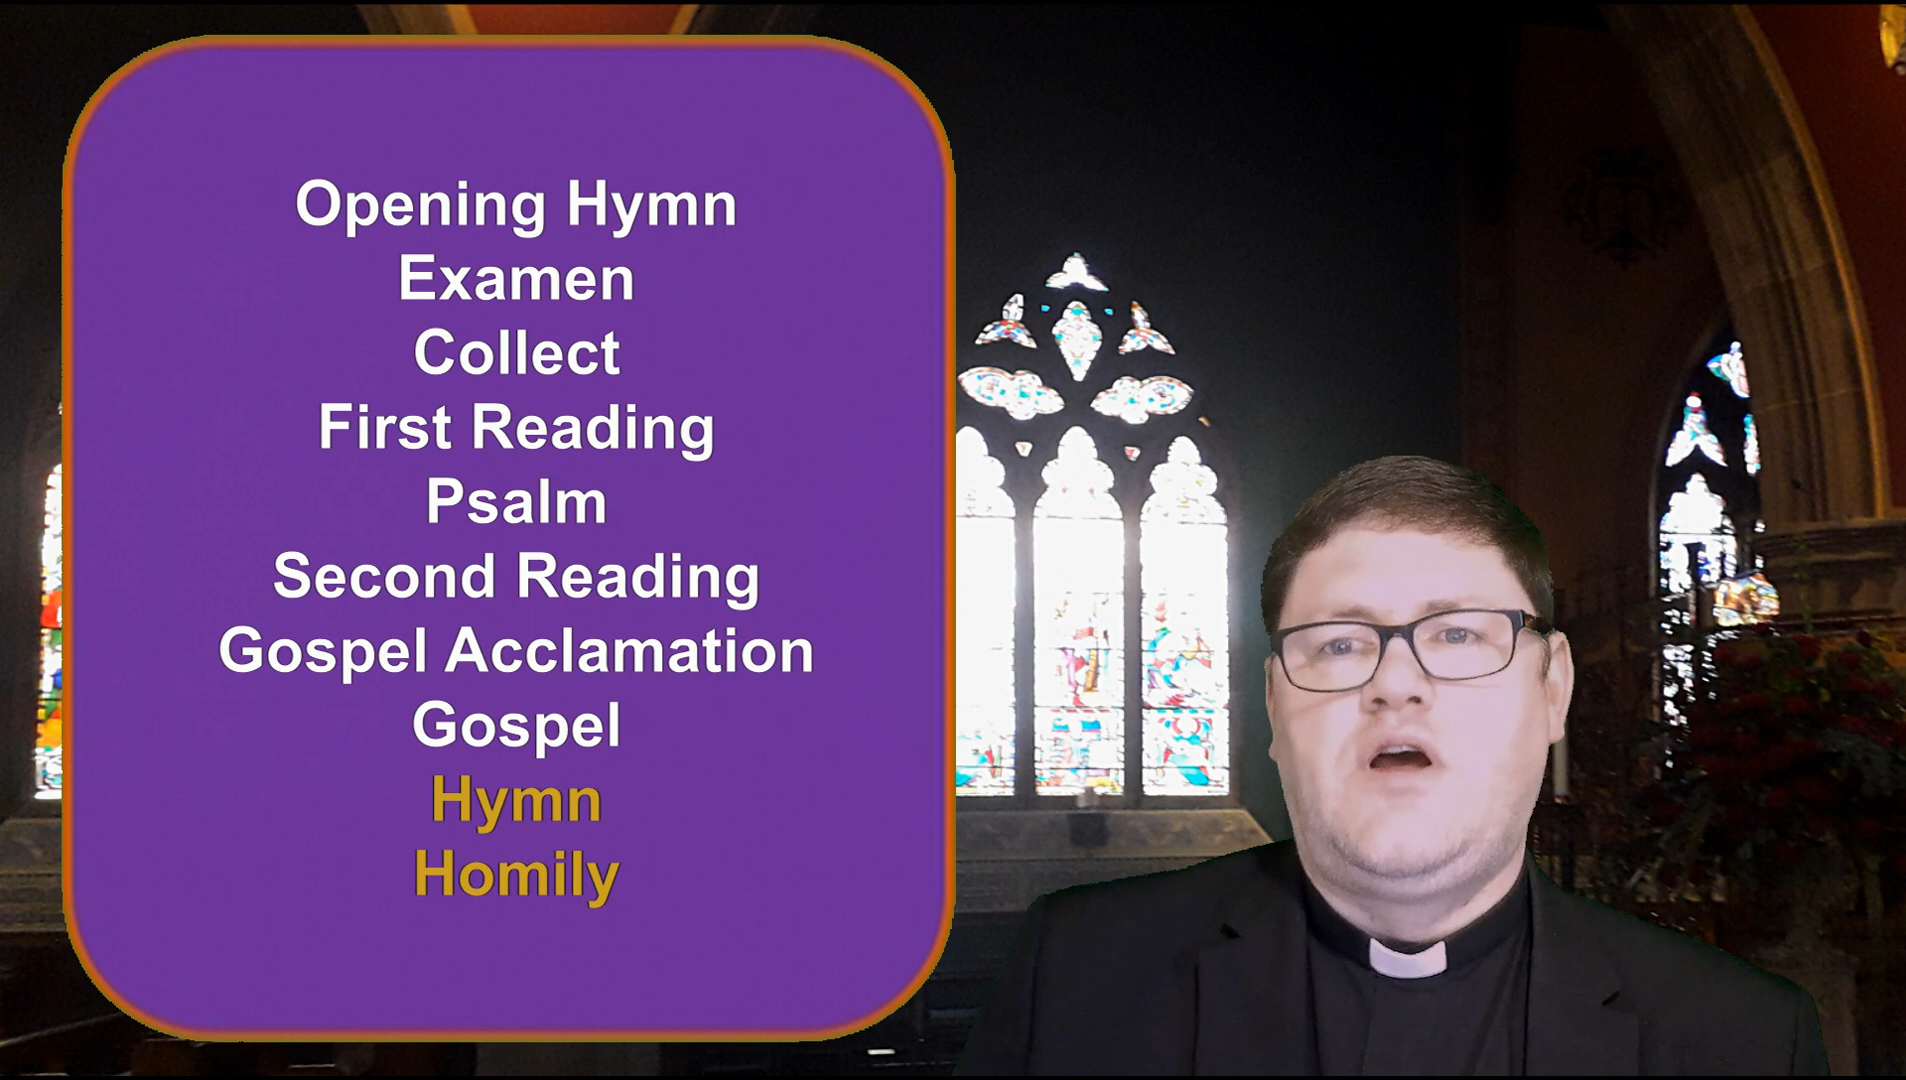 Opening Hymn
Examen
Collect
First Reading
Psalm
Second Reading
Gospel Acclamation
Gospel
Hymn
Homily